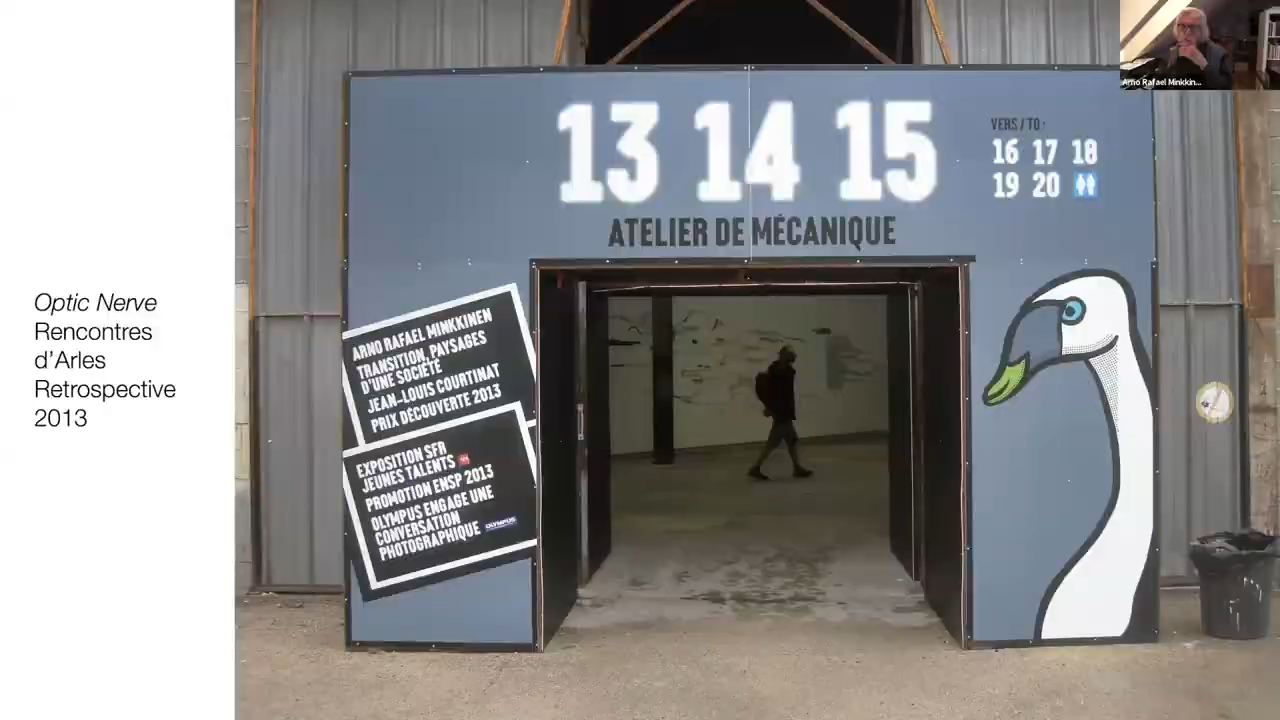 Optic Nerve
Rencontres
d'Arles
Retrospective
2013
13 14 15
ATELIER DE MÉCANIQUE
VERS / TO :
16 17 18
19 20
ARNO RAFAEL MINKKINEN
TRANSITION, PAYSAGES
D'UNE SOCIÉTÉ
JEAN-LOUIS COURTINAT
PRIX DÉCOUVERTE 2013
EXPOSITION SFR
JEUNES TALENTS
PROMOTION ENSP 2013
OLYMPUS ENGAGE UNE
CONVERSATION
PHOTOGRAPHIQUE
OLYMPUS
Arno Rafael Minkkin...